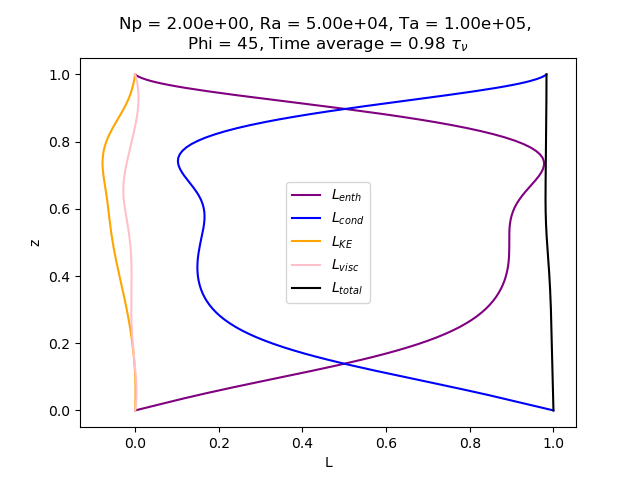 Np = 2.00e+00, Ra = 5.00e+04, Ta = 1.00e+05,
Phi = 45, Time average = 0.98 τν
1.0
0.8
0.6
0.4
0.2
0.0
z
L_enth
L_cond
L_KE
L_visc
L_total
0.0 0.2 0.4 0.6 0.8 1.0
L